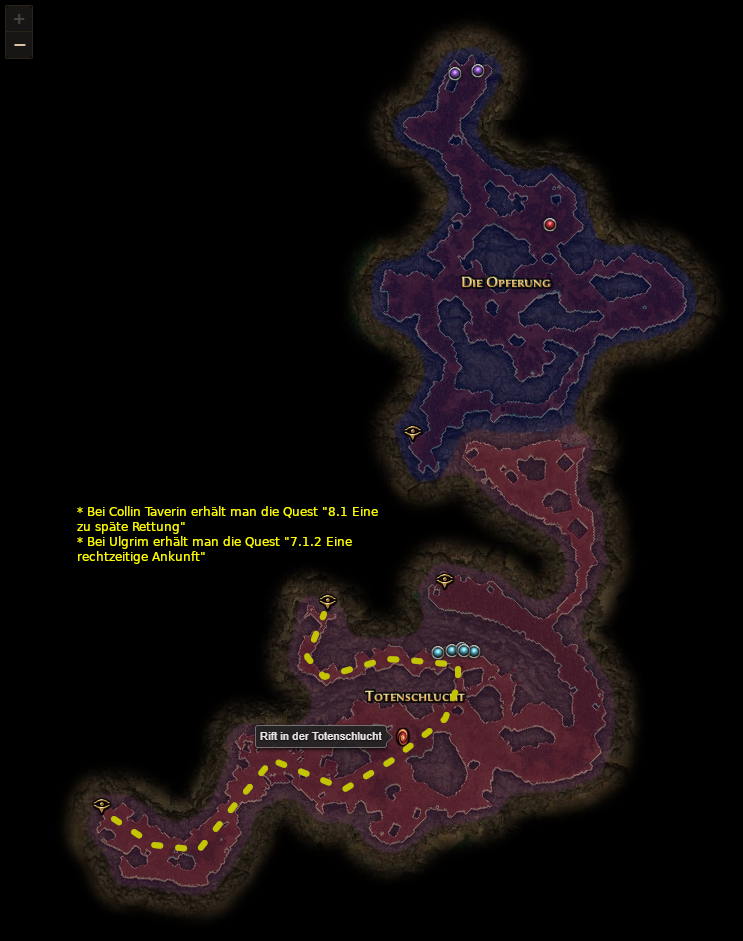 Die Opferung
* Bei Collin Taverin erhält man die Quest "8.1 Eine
zu späte Rettung"
* Bei Ulgrim erhält man die Quest "7.1.2 Eine
rechtzeitige Ankunft"
Totenschlucht
Rift in der Totenschlucht